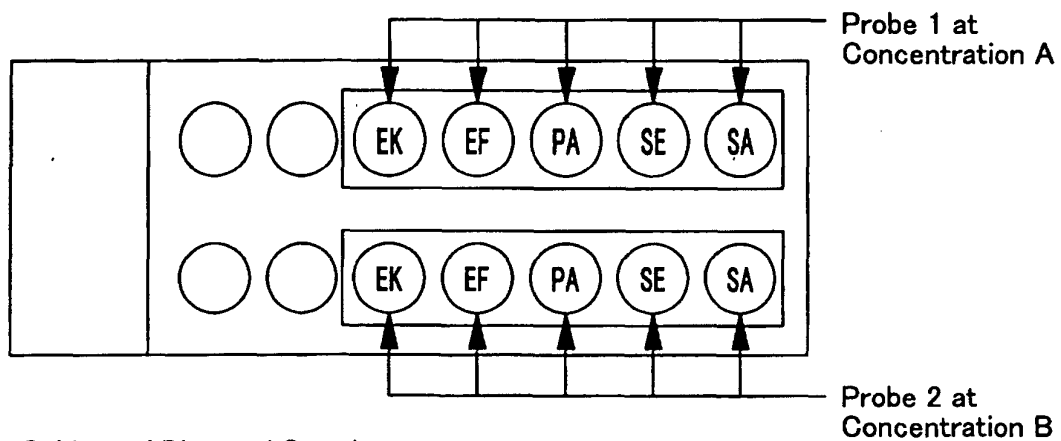 Probe 1 at
Concentration A
EK EF PA SE SA
EK EF PA SE SA
Probe 2 at
Concentration B